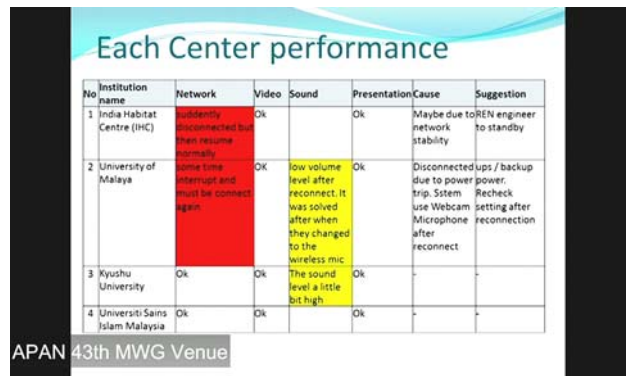 Each Center performance
No Institution name Network Video Sound Presentation Cause Suggestion
1 India Habitat Centre (IHC) suddently disconnected but then resume normally Ok Ok Maybe due to network stability REN engineer to standby
2 University of Malaya some time interrupt and must be connect again OK low volume level after reconnect. It was solved after when they changed to the wireless mic Ok Disconnected due to power trip. Sstem use Webcam Microphone after reconnect ups / backup power. Recheck setting after reconnection
3 Kyushu University Ok Ok The sound level a little bit high Ok - -
4 Universiti Sains Islam Malaysia Ok Ok Ok - -
APAN 43th MWG Venue